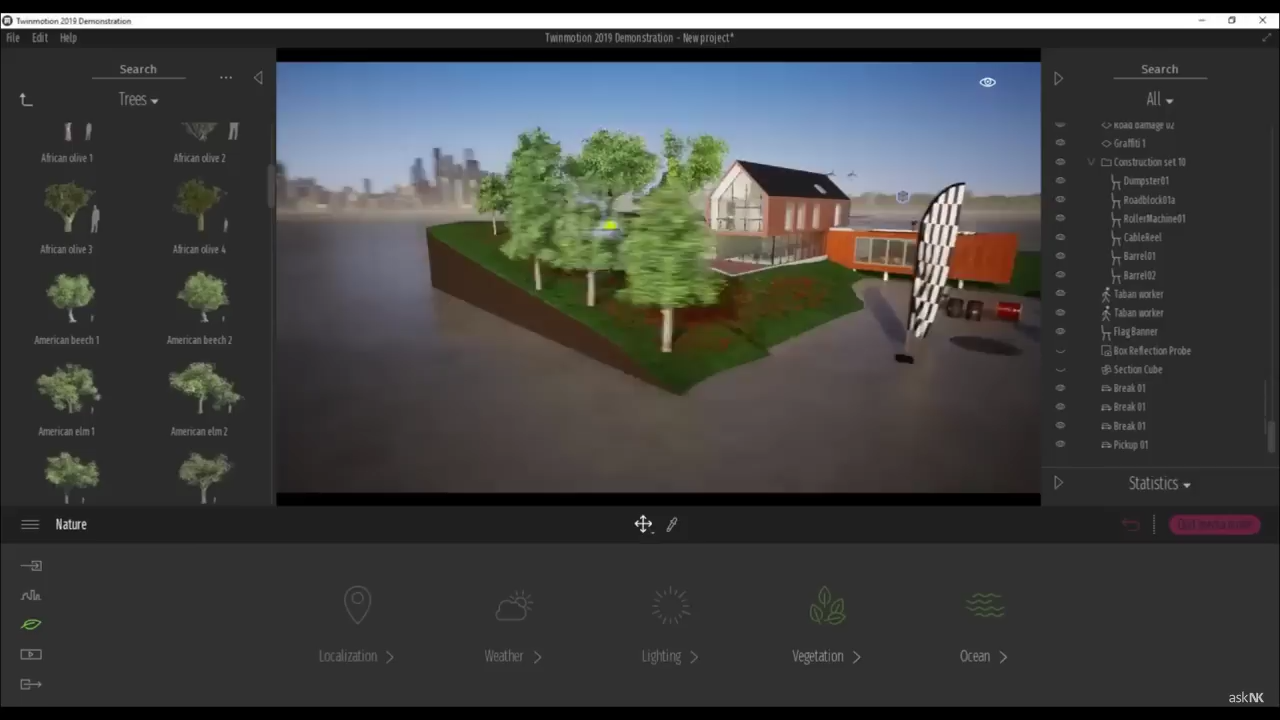 Twinmotion 2019 Demonstration
File Edit Help
Twinmotion 2019 Demonstration - New project*
Search
...
Trees
African olive 1
African olive 2
African olive 3
African olive 4
American beech 1
American beech 2
American elm 1
American elm 2
Search
All
Road damage 02
Graffiti 1
Construction set 10
Dumpster01
Roadblock01a
RollerMachine01
CableReel
Barrel01
Barrel02
Taban worker
Taban worker
Flag Banner
Box Reflection Probe
Section Cube
Break 01
Break 01
Break 01
Pickup 01
Statistics
Nature
Localization
Weather
Lighting
Vegetation
Ocean
askNK